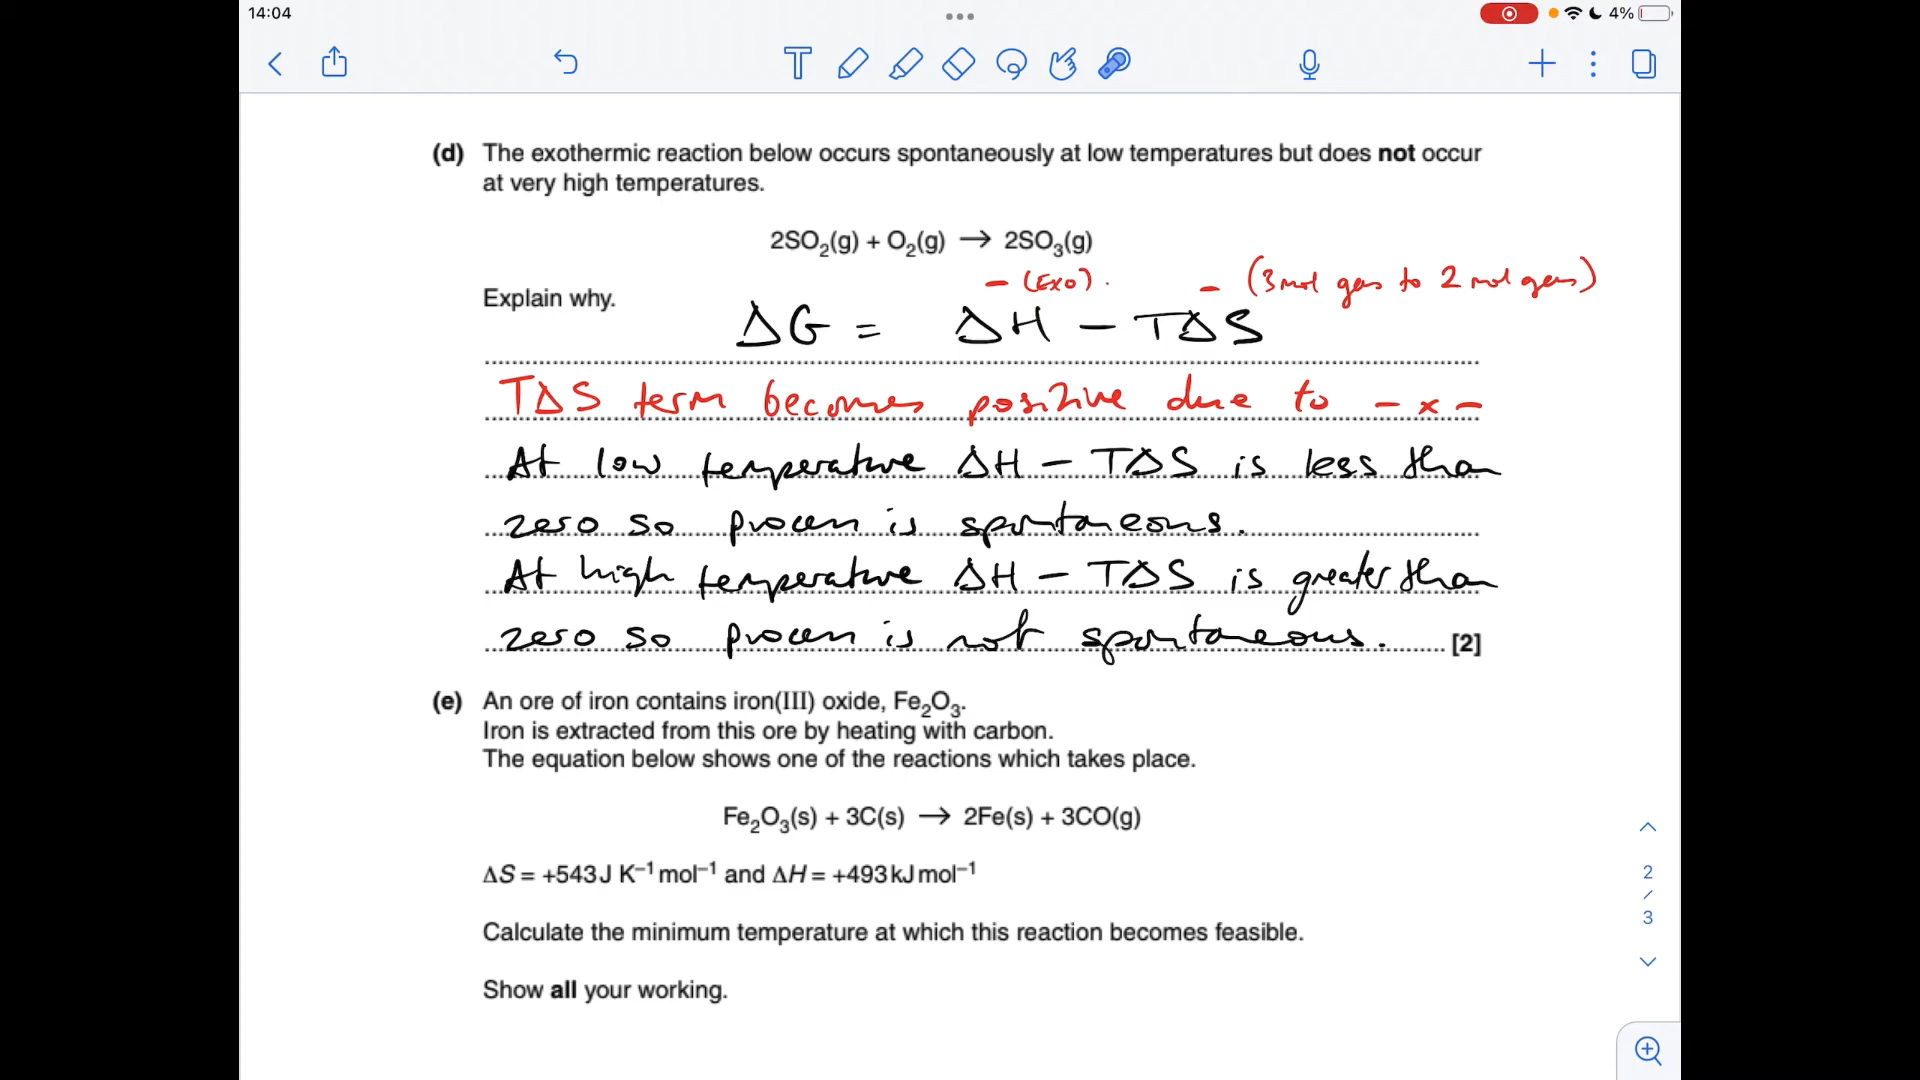 14:04
4%
(d) The exothermic reaction below occurs spontaneously at low temperatures but does not occur
at very high temperatures.
2SO₂(g) + O₂(g) → 2SO₃(g)
– (Exo). – (3 mol gas to 2 mol gas)
Explain why.
ΔG = ΔH – TΔS
TΔS term becomes positive due to – x –
At low temperature ΔH – TΔS is less than
zero so process is spontaneous.
At high temperature ΔH – TΔS is greater than
zero so process is not spontaneous. [2]
(e) An ore of iron contains iron(III) oxide, Fe₂O₃.
Iron is extracted from this ore by heating with carbon.
The equation below shows one of the reactions which takes place.
Fe₂O₃(s) + 3C(s) → 2Fe(s) + 3CO(g)
ΔS = +543 J K⁻¹ mol⁻¹ and ΔH = +493 kJ mol⁻¹
Calculate the minimum temperature at which this reaction becomes feasible.
Show all your working.
2
/
3